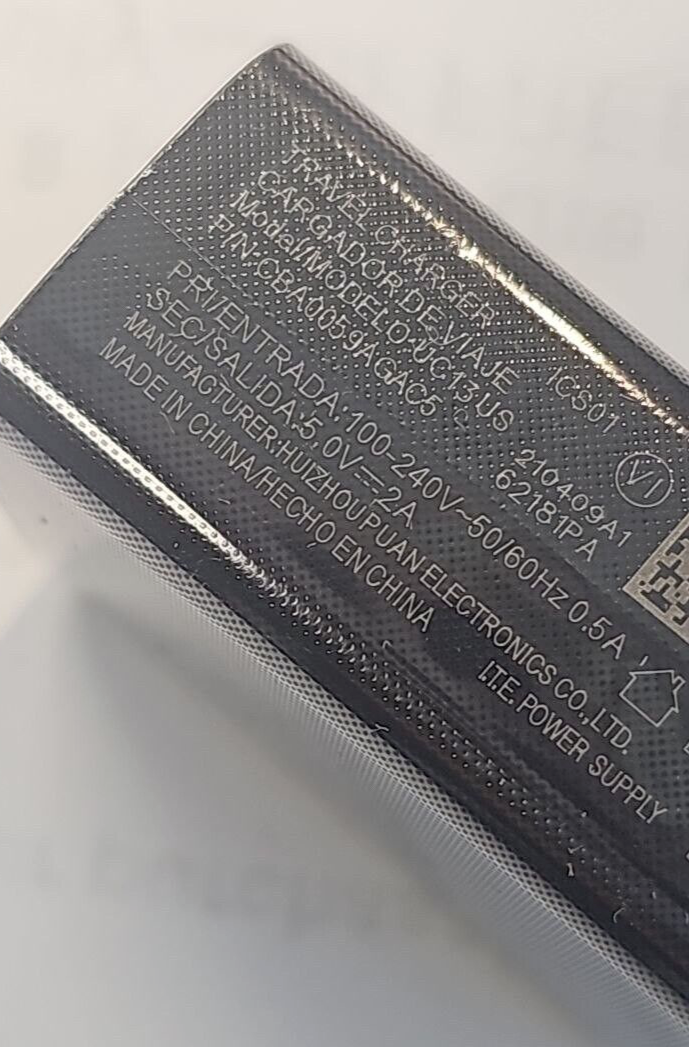 TRAVEL CHARGER
CARGADOR DE VIAJE ICS01
Model/MODELO:UC13US
P/N:CBA0059AGAC5
210409A1
62181PA
VI
PRI/ENTRADA:100-240V~50/60Hz 0.5A
SEC/SALIDA:5.0V⎓2A
MANUFACTURER:HUIZHOU PUAN ELECTRONICS CO.,LTD.
MADE IN CHINA/HECHO EN CHINA I.T.E. POWER SUPPLY